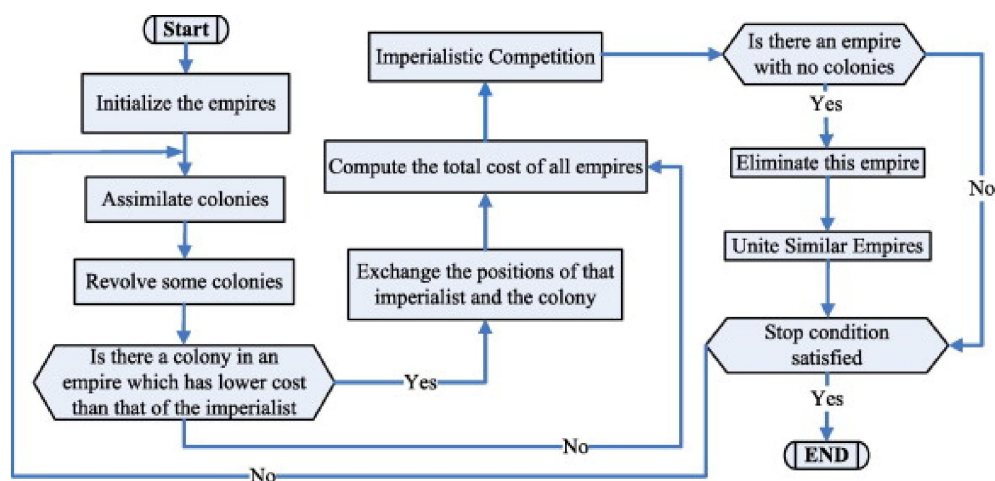 Start
Initialize the empires
Assimilate colonies
Revolve some colonies
Is there a colony in an
empire which has lower cost
than that of the imperialist
Yes
No
Exchange the positions of that
imperialist and the colony
Compute the total cost of all empires
Imperialistic Competition
Is there an empire
with no colonies
Yes
No
Eliminate this empire
Unite Similar Empires
Stop condition
satisfied
Yes
No
END